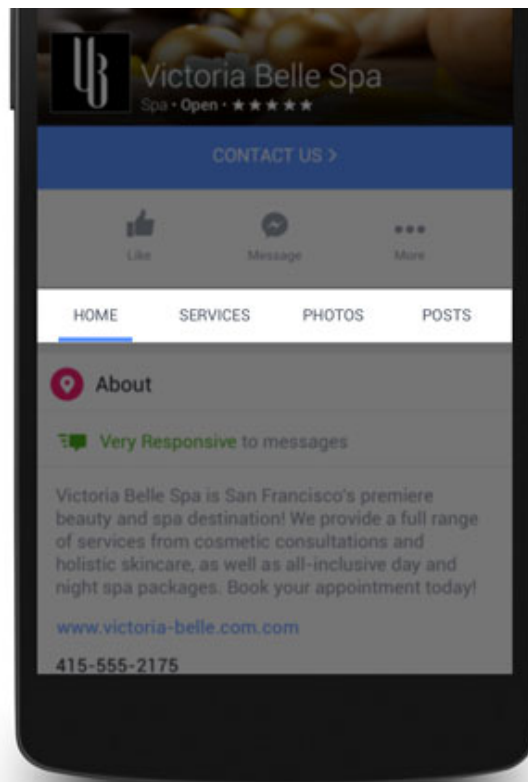 VB
Victoria Belle Spa
Spa • Open • ★★★★★
CONTACT US >
Like Message More
HOME SERVICES PHOTOS POSTS
About
Very Responsive to messages
Victoria Belle Spa is San Francisco's premiere
beauty and spa destination! We provide a full range
of services from cosmetic consultations and
holistic skincare, as well as all-inclusive day and
night spa packages. Book your appointment today!
www.victoria-belle.com.com
415-555-2175